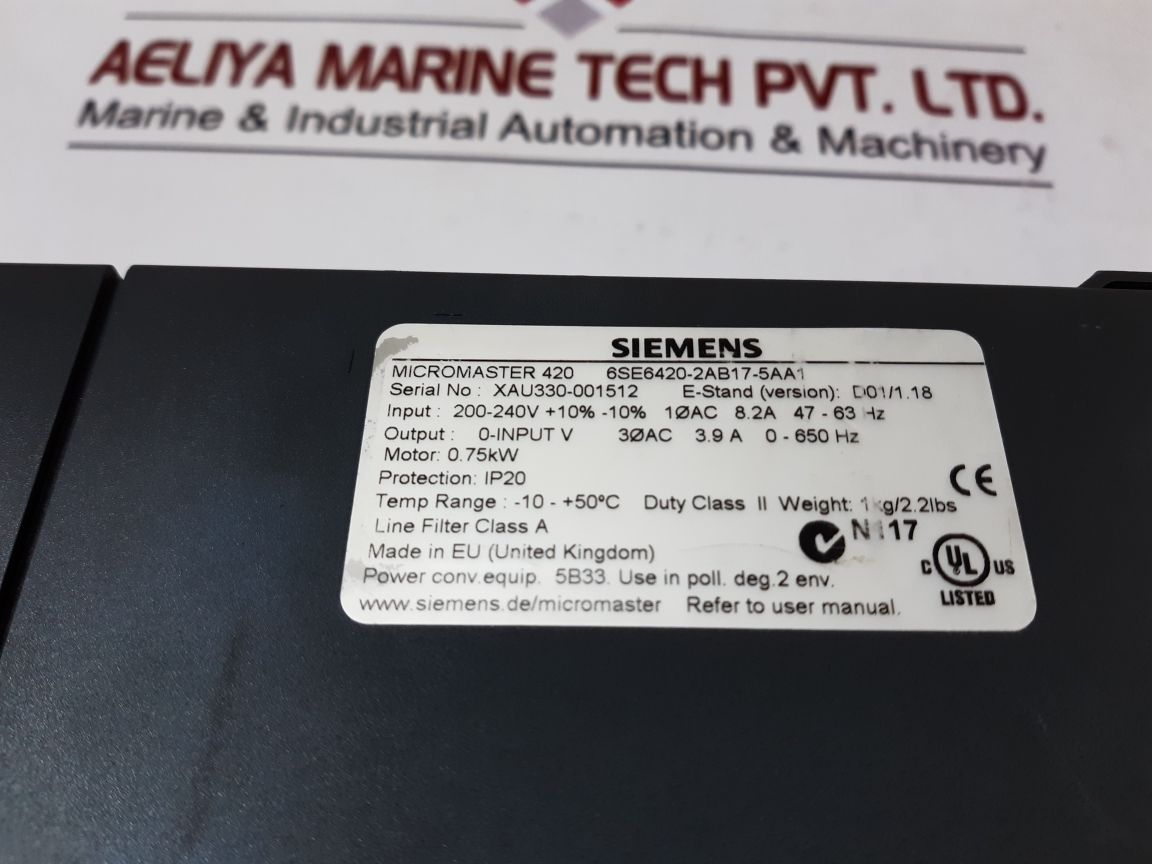 AELIYA MARINE TECH PVT. LTD.
Marine & Industrial Automation & Machinery
SIEMENS
MICROMASTER 420 6SE6420-2AB17-5AA1
Serial No : XAU330-001512 E-Stand (version): D01/1.18
Input : 200-240V +10% -10% 1ØAC 8.2A 47 - 63 Hz
Output : 0-INPUT V 3ØAC 3.9 A 0 - 650 Hz
Motor: 0.75kW
Protection: IP20
CE
Temp Range : -10 - +50ºC Duty Class II Weight: 1kg/2.2lbs
Line Filter Class A
Made in EU (United Kingdom)
C UL US
LISTED
Power conv.equip. 5B33. Use in poll. deg.2 env.
www.siemens.de/micromaster Refer to user manual.